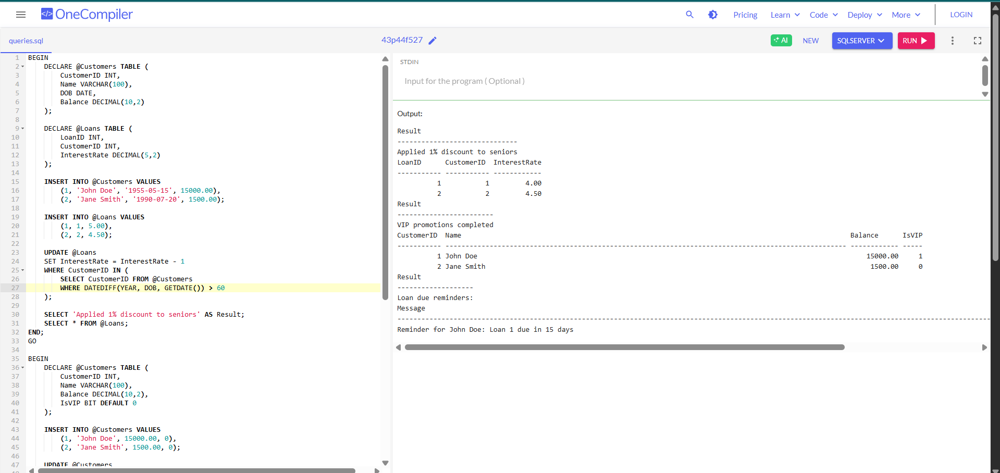 OneCompiler
Pricing Learn Code Deploy More LOGIN
queries.sql
43p44f527
AI NEW SQLSERVER RUN
1 BEGIN
2 DECLARE @Customers TABLE (
3 CustomerID INT,
4 Name VARCHAR(100),
5 DOB DATE,
6 Balance DECIMAL(10,2)
7 );
8
9 DECLARE @Loans TABLE (
10 LoanID INT,
11 CustomerID INT,
12 InterestRate DECIMAL(5,2)
13 );
14
15 INSERT INTO @Customers VALUES
16 (1, 'John Doe', '1955-05-15', 15000.00),
17 (2, 'Jane Smith', '1990-07-20', 1500.00);
18
19 INSERT INTO @Loans VALUES
20 (1, 1, 5.00),
21 (2, 2, 4.50);
22
23 UPDATE @Loans
24 SET InterestRate = InterestRate - 1
25 WHERE CustomerID IN (
26 SELECT CustomerID FROM @Customers
27 WHERE DATEDIFF(YEAR, DOB, GETDATE()) > 60
28 );
29
30 SELECT 'Applied 1% discount to seniors' AS Result;
31 SELECT * FROM @Loans;
32 END;
33 GO
34
35 BEGIN
36 DECLARE @Customers TABLE (
37 CustomerID INT,
38 Name VARCHAR(100),
39 Balance DECIMAL(10,2),
40 IsVIP BIT DEFAULT 0
41 );
42
43 INSERT INTO @Customers VALUES
44 (1, 'John Doe', 15000.00, 0),
45 (2, 'Jane Smith', 1500.00, 0);
46
47 UPDATE @Customers
STDIN
Input for the program ( Optional )
Output:
Result
------------------------------
Applied 1% discount to seniors
LoanID CustomerID InterestRate
----------- ----------- ------------
1 1 4.00
2 2 4.50
Result
------------------------
VIP promotions completed
CustomerID Name Balance IsVIP
----------- ---------------------------------------------------------------------------------------------------- ------------ -----
1 John Doe 15000.00 1
2 Jane Smith 1500.00 0
Result
-------------------
Loan due reminders:
Message
----------------------------------------------------------------------------------------------------------------------------------------------------
Reminder for John Doe: Loan 1 due in 15 days